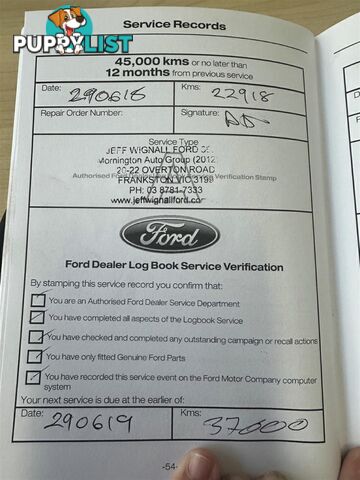 PUPPYLIST
Service Records
45,000 kms or no later than
12 months from previous service
Date: 290618 Kms: 22918
Repair Order Number: Signature:
Service Type
JEFF WIGNALL FORD
Mornington Auto Group (2012)
20-22 OVERTON ROAD
Authorised Ford Service Verification Stamp
FRANKSTON VIC 3199
PH: 03 8781-7333
www.jeffwignallford.com
Ford
Ford Dealer Log Book Service Verification
By stamping this service record you confirm that:
You are an Authorised Ford Dealer Service Department
You have completed all aspects of the Logbook Service
You have checked and completed any outstanding campaign or recall actions
You have only fitted Genuine Ford Parts
You have recorded this service event on the Ford Motor Company computer
system
Your next service is due at the earlier of:
Date: 290619 Kms: 37600
-54-